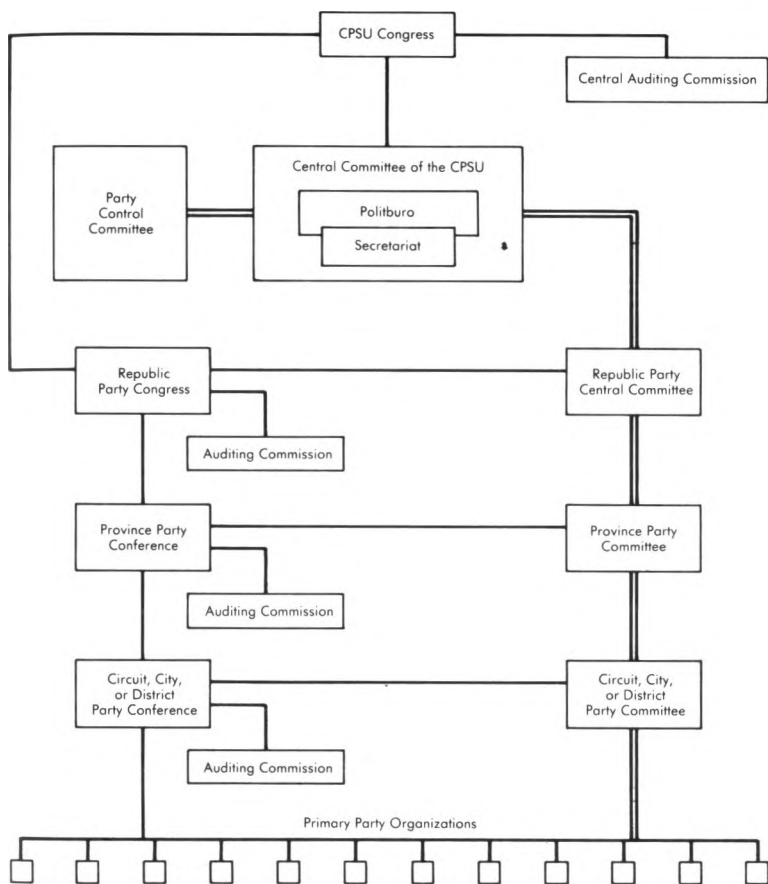 CPSU Congress
Central Auditing Commission
Central Committee of the CPSU
Party
Control
Committee
Politburo
Secretariat
Republic
Party Congress
Republic Party
Central Committee
Auditing Commission
Province Party
Conference
Province Party
Committee
Auditing Commission
Circuit, City,
or District
Party Conference
Circuit, City,
or District
Party Committee
Auditing Commission
Primary Party Organizations